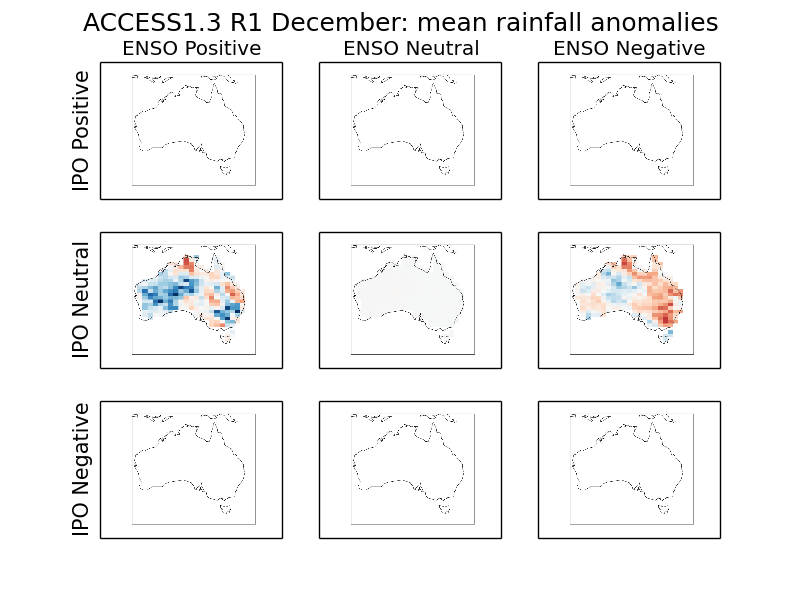 ACCESS1.3 R1 December: mean rainfall anomalies
ENSO Positive
ENSO Neutral
ENSO Negative
IPO Positive
IPO Neutral
IPO Negative